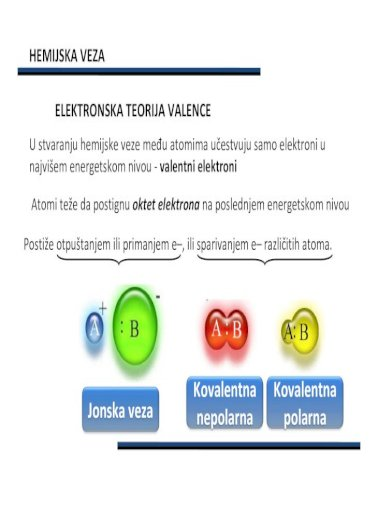 HEMIJSKA VEZA
ELEKTRONSKA TEORIJA VALENCE
U stvaranju hemijske veze među atomima učestvuju samo elektroni u
najvišem energetskom nivou - valentni elektroni
Atomi teže da postignu oktet elektrona na poslednjem energetskom nivou
Postiže otpuštanjem ili primanjem e–, ili sparivanjem e– različitih atoma.
A + : B -
A : B
A : B
Jonska veza
Kovalentna
nepolarna
Kovalentna
polarna